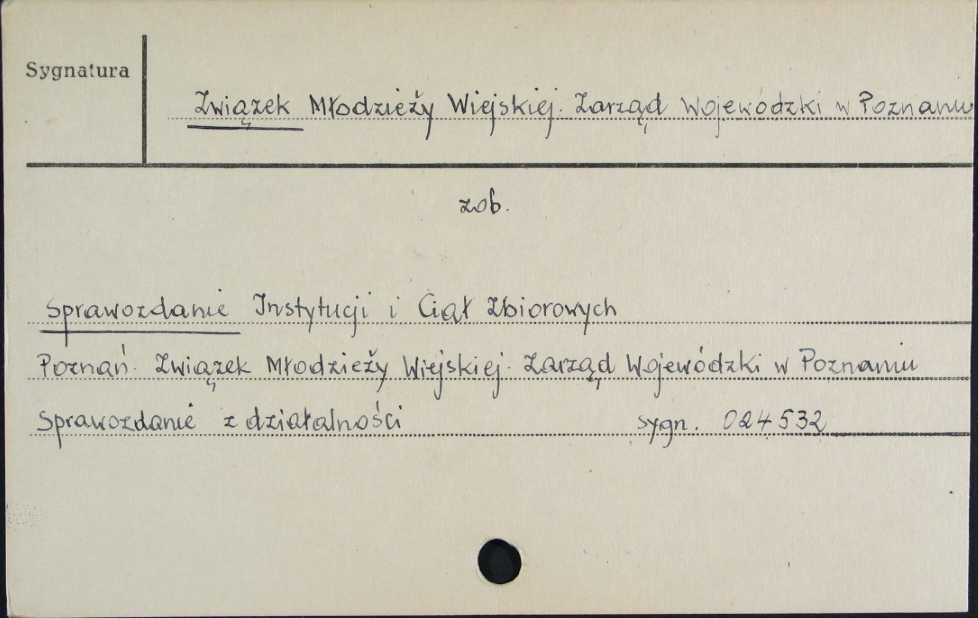 Sygnatura
Związek Młodzieży Wiejskiej. Zarząd Wojewódzki w Poznaniu
zob.
Sprawozdanie Instytucji i Ciał Zbiorowych
Poznań. Związek Młodzieży Wiejskiej. Zarząd Wojewódzki w Poznaniu
Sprawozdanie z działalności sygn. 024532